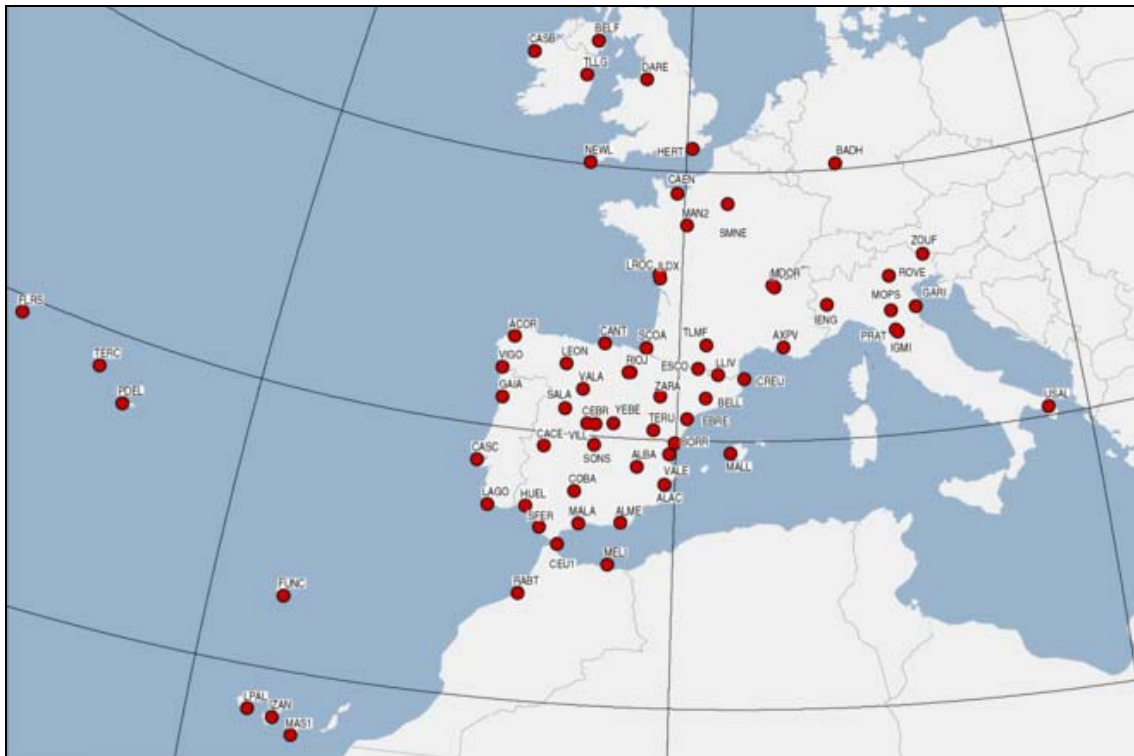 CASB
BELF
TLLG
DARE
NEWL
HERT
BADH
CAEN
MAN2
SMNE
ZOUF
LROC
ILDX
MDOR
ROVE
FLRS
IENG
MOPS
GARI
ACOR
CANT
SCOA
TLMF
AXPV
PRAT
IGMI
TERC
VIGO
LEON
RIOJ
ESCO
LLIV
CREU
PDEL
GAIA
VALA
ZARA
BELL
USAL
SALA
CEBR
YEBE
TERU
EBRE
CACE
VILL
SONS
BORR
MALL
CASC
ALBA
VALE
COBA
ALAC
LAGO
HUEL
SFER
MALA
ALME
CEU1
MELI
FUNC
RABT
LPAL
IZAN
MAS1